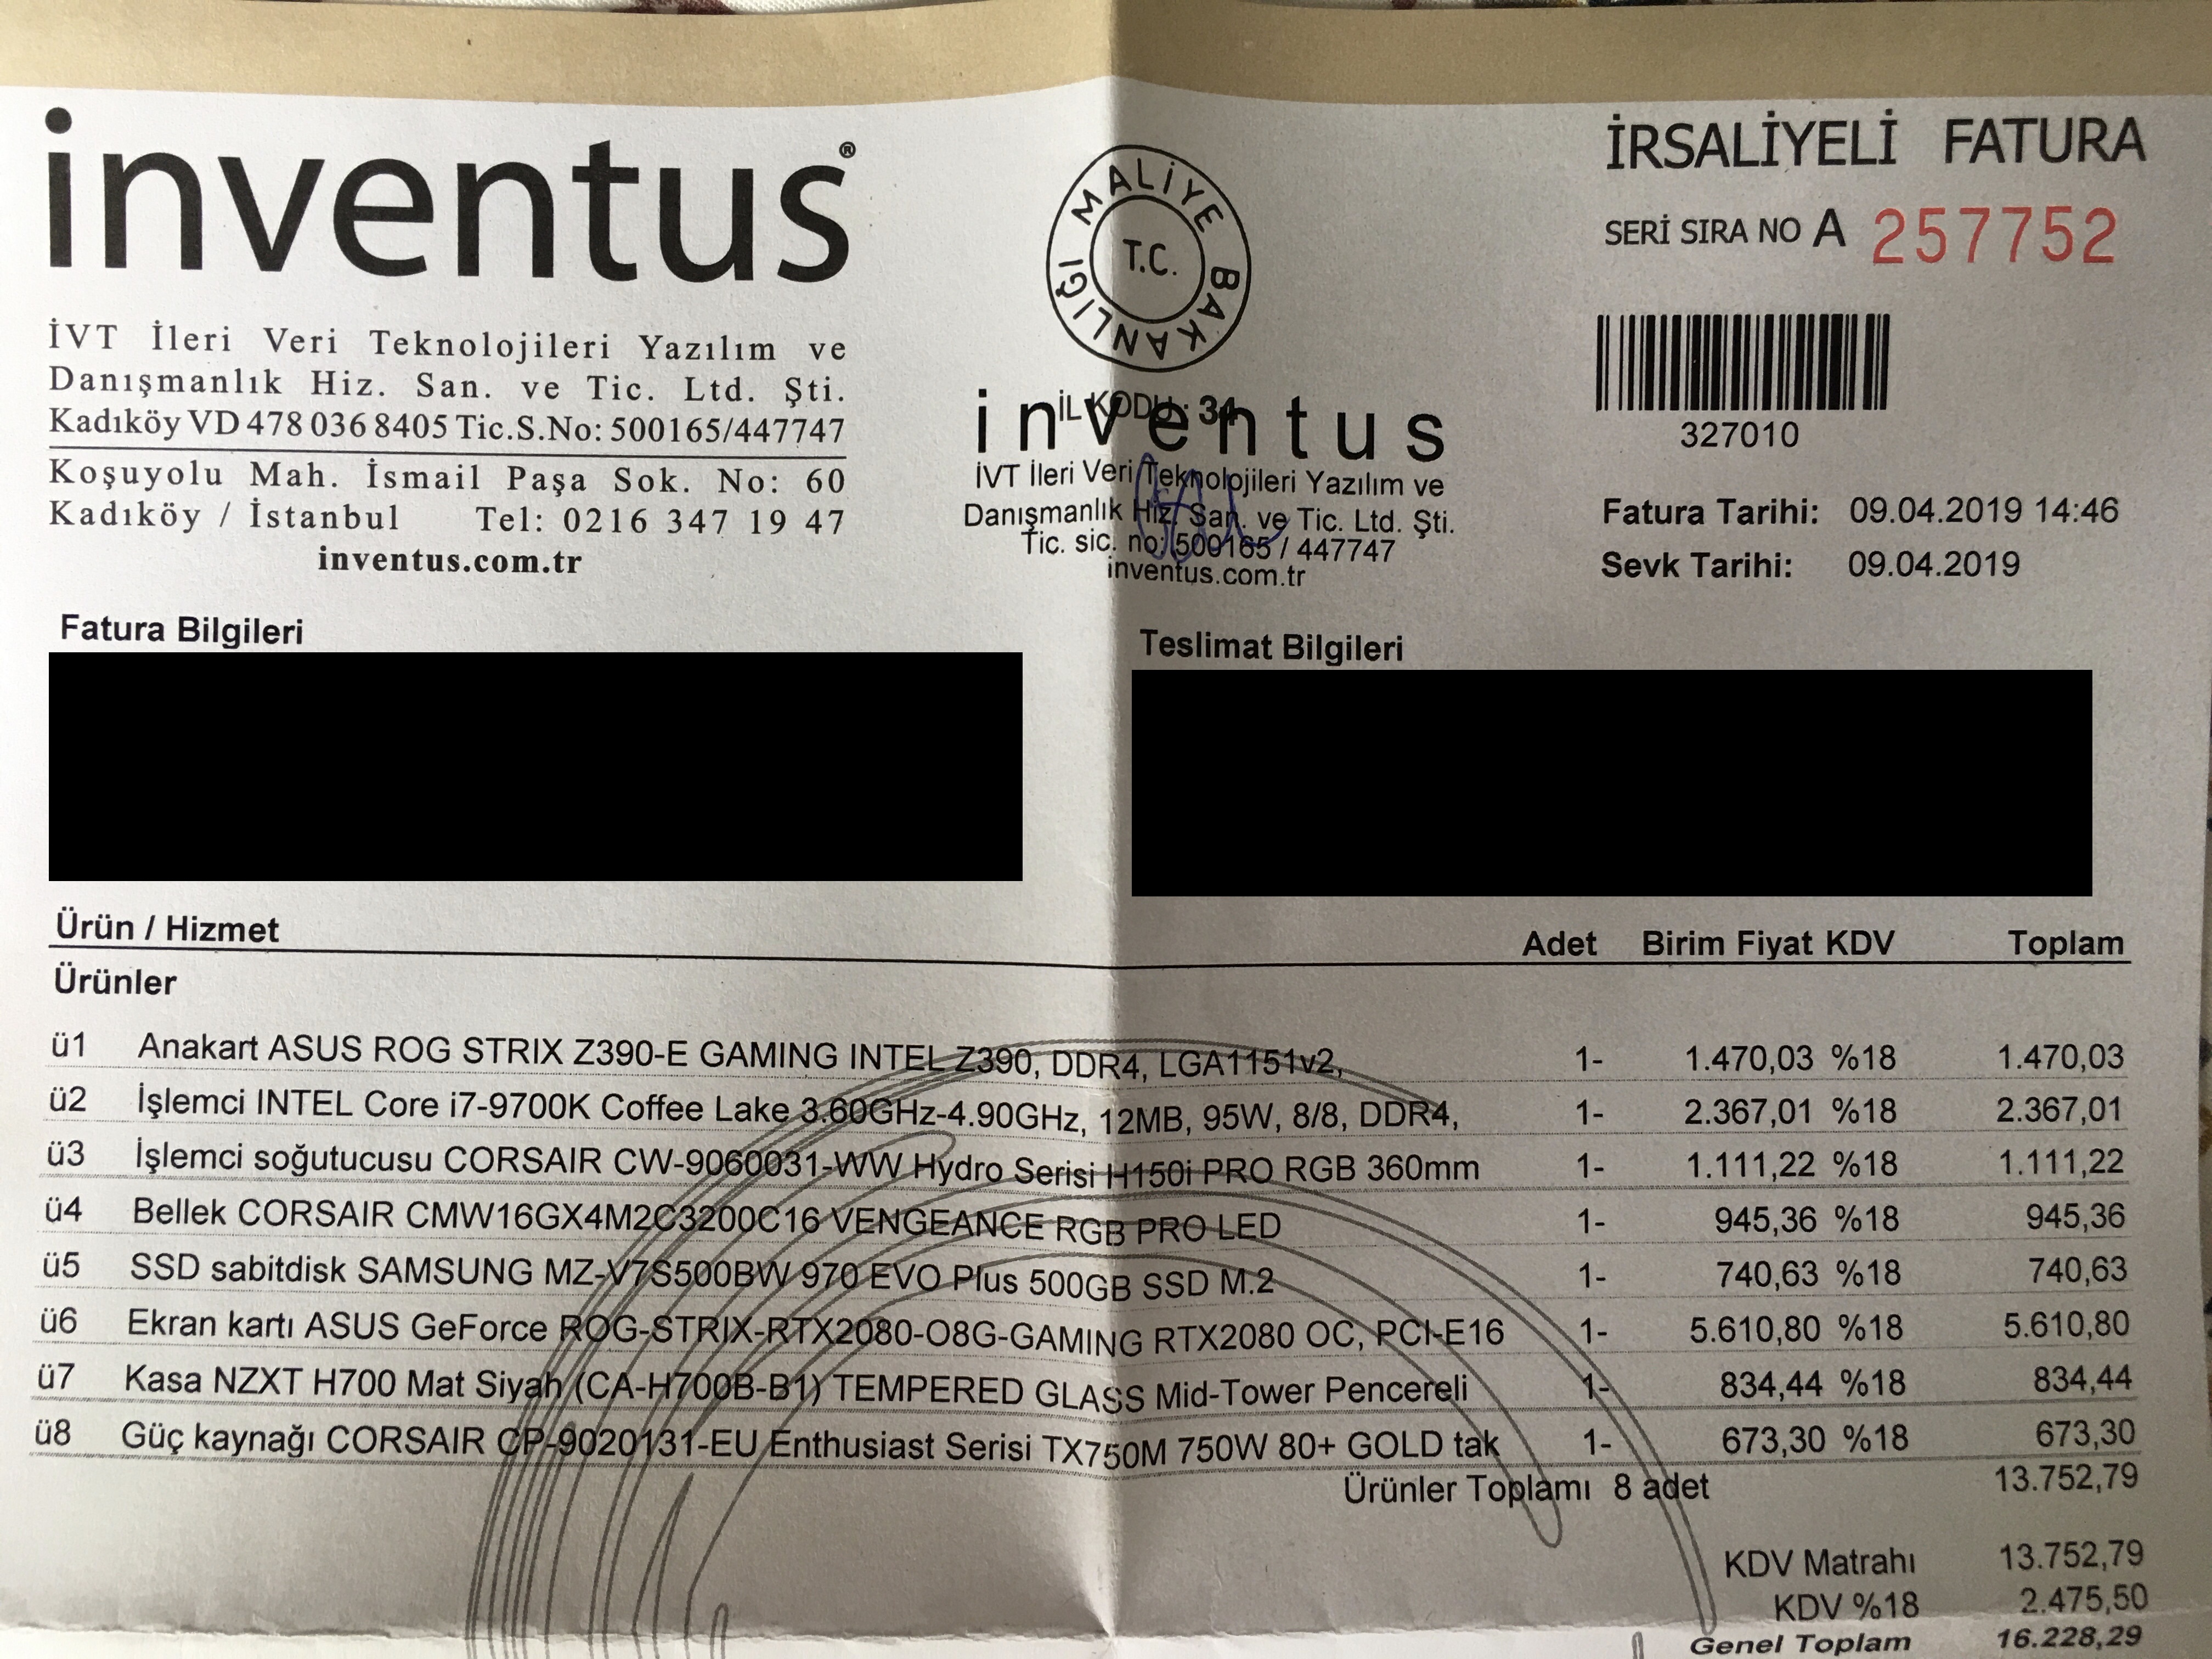 inventus®
İVT İleri Veri Teknolojileri Yazılım ve
Danışmanlık Hiz. San. ve Tic. Ltd. Şti.
Kadıköy VD 478 036 8405 Tic.S.No: 500165/447747
Koşuyolu Mah. İsmail Paşa Sok. No: 60
Kadıköy / İstanbul Tel: 0216 347 19 47
inventus.com.tr
T.C. MALİYE BAKANLIĞI
İL KODU: 34
inventus
İVT İleri Veri Teknolojileri Yazılım ve
Danışmanlık Hiz. San. ve Tic. Ltd. Şti.
Tic. sic. no: 500165 / 447747
inventus.com.tr
İRSALİYELİ FATURA
SERİ SIRA NO A 257752
327010
Fatura Tarihi: 09.04.2019 14:46
Sevk Tarihi: 09.04.2019
Fatura Bilgileri
Teslimat Bilgileri
Ürün / Hizmet Adet Birim Fiyat KDV Toplam
Ürünler
ü1 Anakart ASUS ROG STRIX Z390-E GAMING INTEL Z390, DDR4, LGA1151v2, 1- 1.470,03 %18 1.470,03
ü2 İşlemci INTEL Core i7-9700K Coffee Lake 3.60GHz-4.90GHz, 12MB, 95W, 8/8, DDR4, 1- 2.367,01 %18 2.367,01
ü3 İşlemci soğutucusu CORSAIR CW-9060031-WW Hydro Serisi H150i PRO RGB 360mm 1- 1.111,22 %18 1.111,22
ü4 Bellek CORSAIR CMW16GX4M2C3200C16 VENGEANCE RGB PRO LED 1- 945,36 %18 945,36
ü5 SSD sabitdisk SAMSUNG MZ-V7S500BW 970 EVO Plus 500GB SSD M.2 1- 740,63 %18 740,63
ü6 Ekran kartı ASUS GeForce ROG-STRIX-RTX2080-O8G-GAMING RTX2080 OC, PCI-E16 1- 5.610,80 %18 5.610,80
ü7 Kasa NZXT H700 Mat Siyah (CA-H700B-B1) TEMPERED GLASS Mid-Tower Pencereli 1- 834,44 %18 834,44
ü8 Güç kaynağı CORSAIR CP-9020131-EU Enthusiast Serisi TX750M 750W 80+ GOLD tak 1- 673,30 %18 673,30
Ürünler Toplamı 8 adet 13.752,79
KDV Matrahı 13.752,79
KDV %18 2.475,50
Genel Toplam 16.228,29